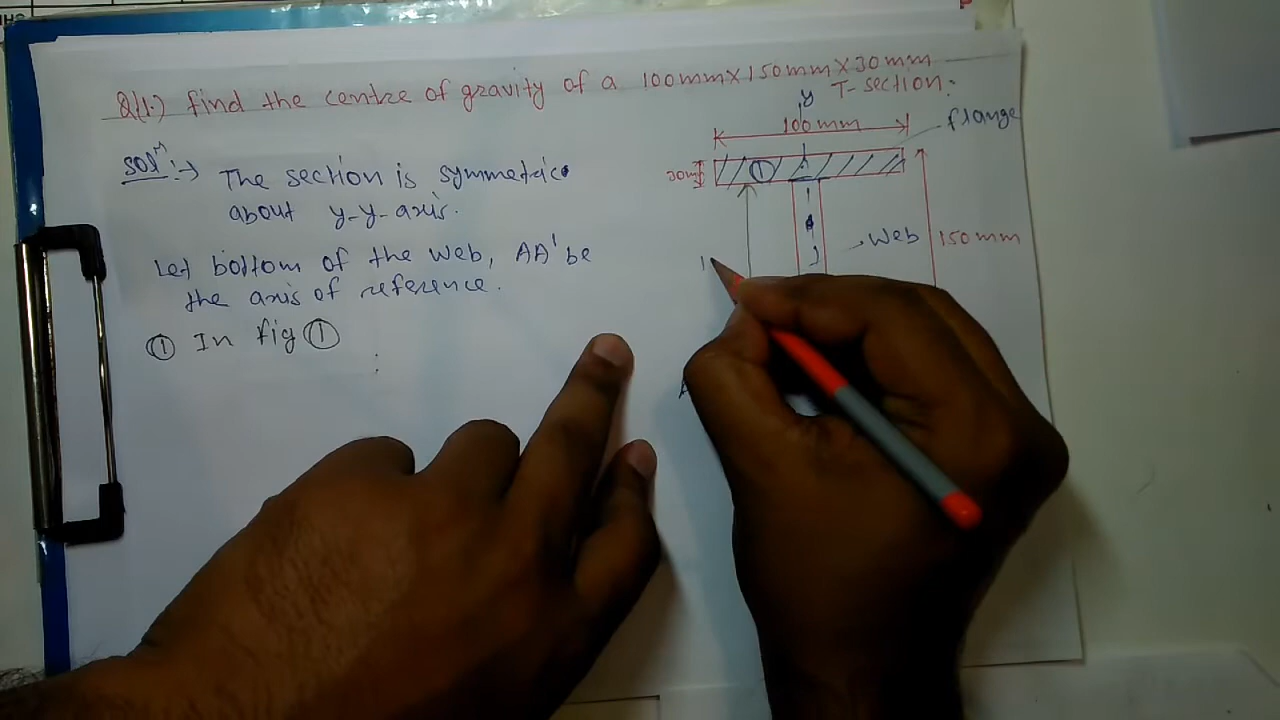 Q(1.) find the centre of gravity of a 100mm×150mm×30mm
T-section.
Solⁿ:→ The section is symmetric
about y-y-axis.
Let bottom of the web, AA' be
the axis of reference.
① In fig ①
y
100mm
flange
30mm
①
Web
150mm